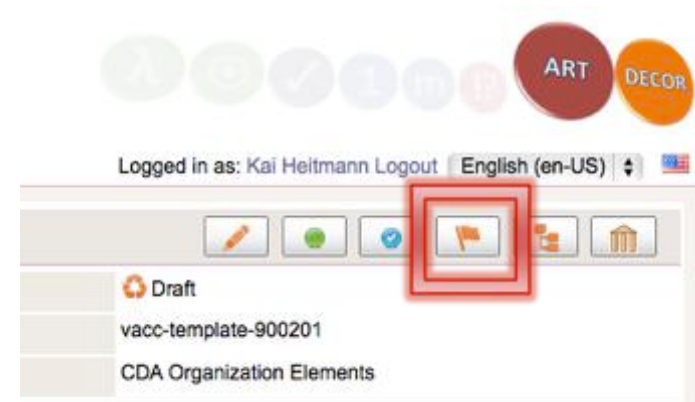 ART
DECOR
Logged in as: Kai Heitmann Logout English (en-US)
Draft
vacc-template-900201
CDA Organization Elements